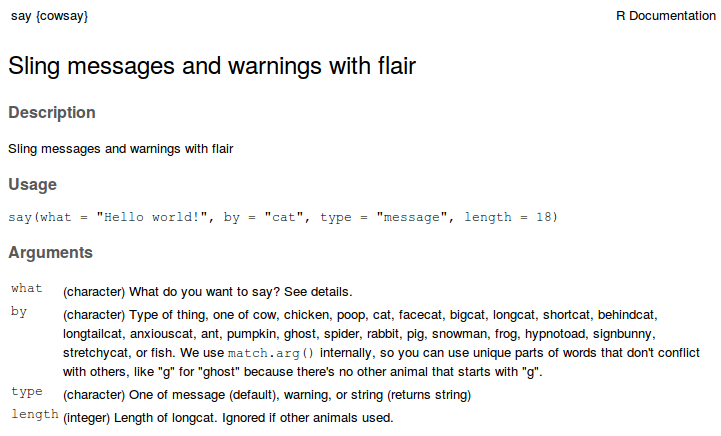 say {cowsay}
R Documentation
Sling messages and warnings with flair
Description
Sling messages and warnings with flair
Usage
say(what = "Hello world!", by = "cat", type = "message", length = 18)
Arguments
what (character) What do you want to say? See details.
by (character) Type of thing, one of cow, chicken, poop, cat, facecat, bigcat, longcat, shortcat, behindcat,
longtailcat, anxiouscat, ant, pumpkin, ghost, spider, rabbit, pig, snowman, frog, hypnotoad, signbunny,
stretchycat, or fish. We use match.arg() internally, so you can use unique parts of words that don't conflict
with others, like "g" for "ghost" because there's no other animal that starts with "g".
type (character) One of message (default), warning, or string (returns string)
length (integer) Length of longcat. Ignored if other animals used.